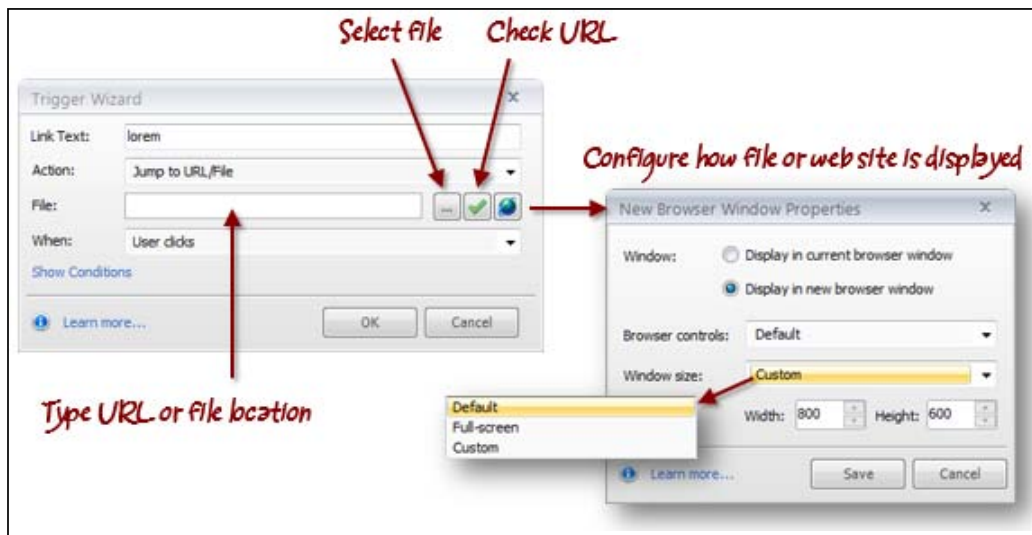 Select file
Check URL
Trigger Wizard
Link Text: lorem
Action: Jump to URL/File
File:
...
When: User clicks
Show Conditions
Learn more...
OK
Cancel
Type URL or file location
Configure how file or web site is displayed
New Browser Window Properties
Window: Display in current browser window
Display in new browser window
Browser controls: Default
Window size: Custom
Default
Full-screen
Custom
Width: 800 Height: 600
Learn more...
Save
Cancel